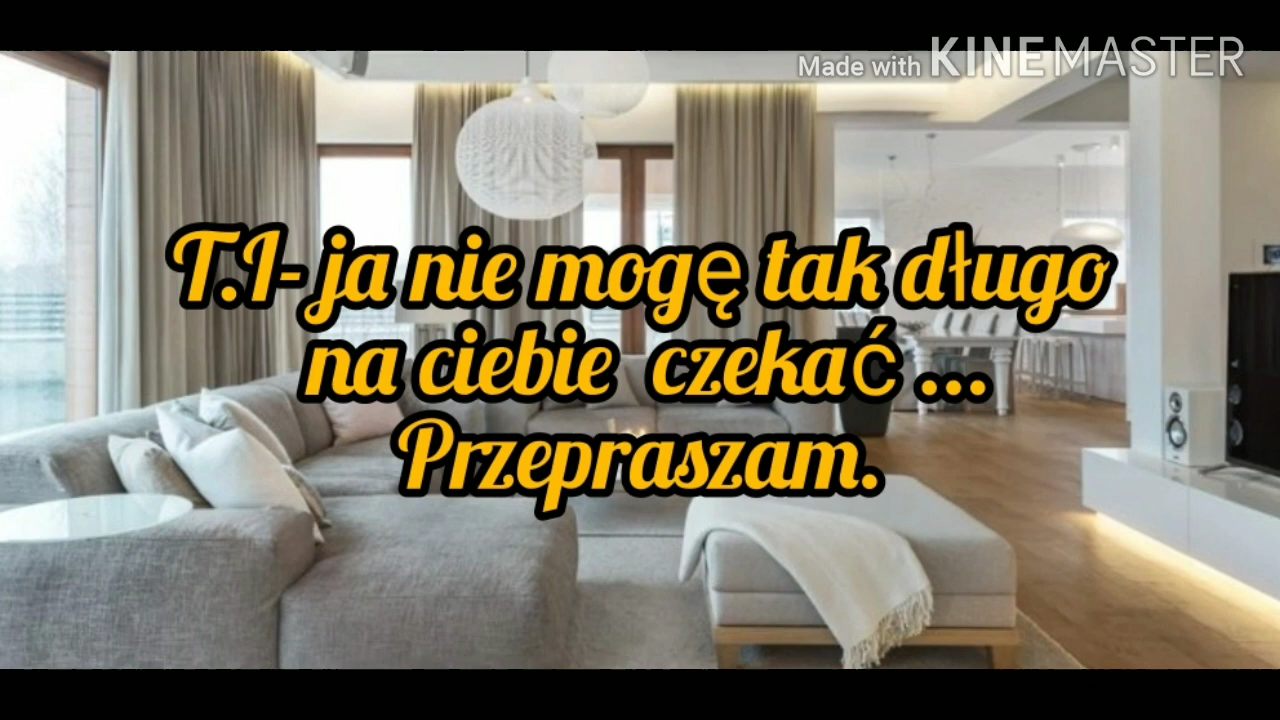 Made with KINEMASTER
T.I- ja nie mogę tak długo
na ciebie czekać ...
Przepraszam.